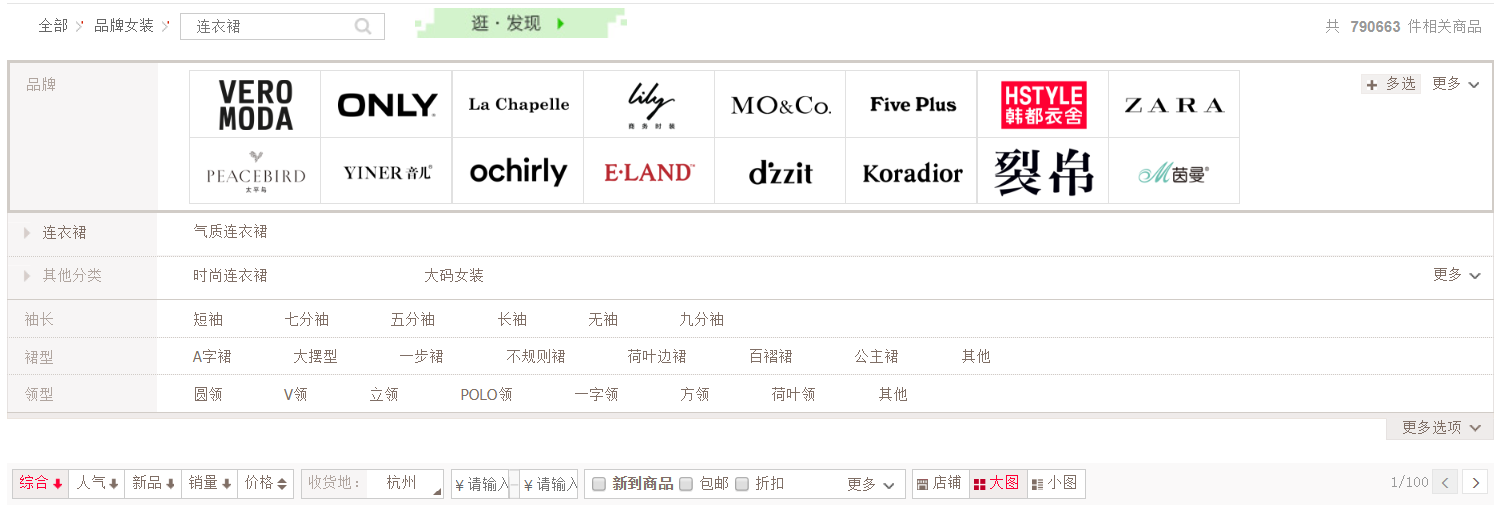 全部 品牌女装 连衣裙 逛·发现 共 790663 件相关商品
品牌 VERO MODA ONLY La Chapelle lily 商务时装 MO&Co. Five Plus HSTYLE 韩都衣舍 ZARA 多选 更多
PEACEBIRD 太平鸟 YINER 音儿 ochirly E·LAND d'zzit Koradior 裂帛 茵曼
连衣裙 气质连衣裙
其他分类 时尚连衣裙 大码女装 更多
袖长 短袖 七分袖 五分袖 长袖 无袖 九分袖
裙型 A字裙 大摆型 一步裙 不规则裙 荷叶边裙 百褶裙 公主裙 其他
领型 圆领 V领 立领 POLO领 一字领 方领 荷叶领 其他
更多选项
综合 人气 新品 销量 价格 收货地： 杭州 ¥请输入 – ¥请输入 新到商品 包邮 折扣 更多 店铺 大图 小图 1/100